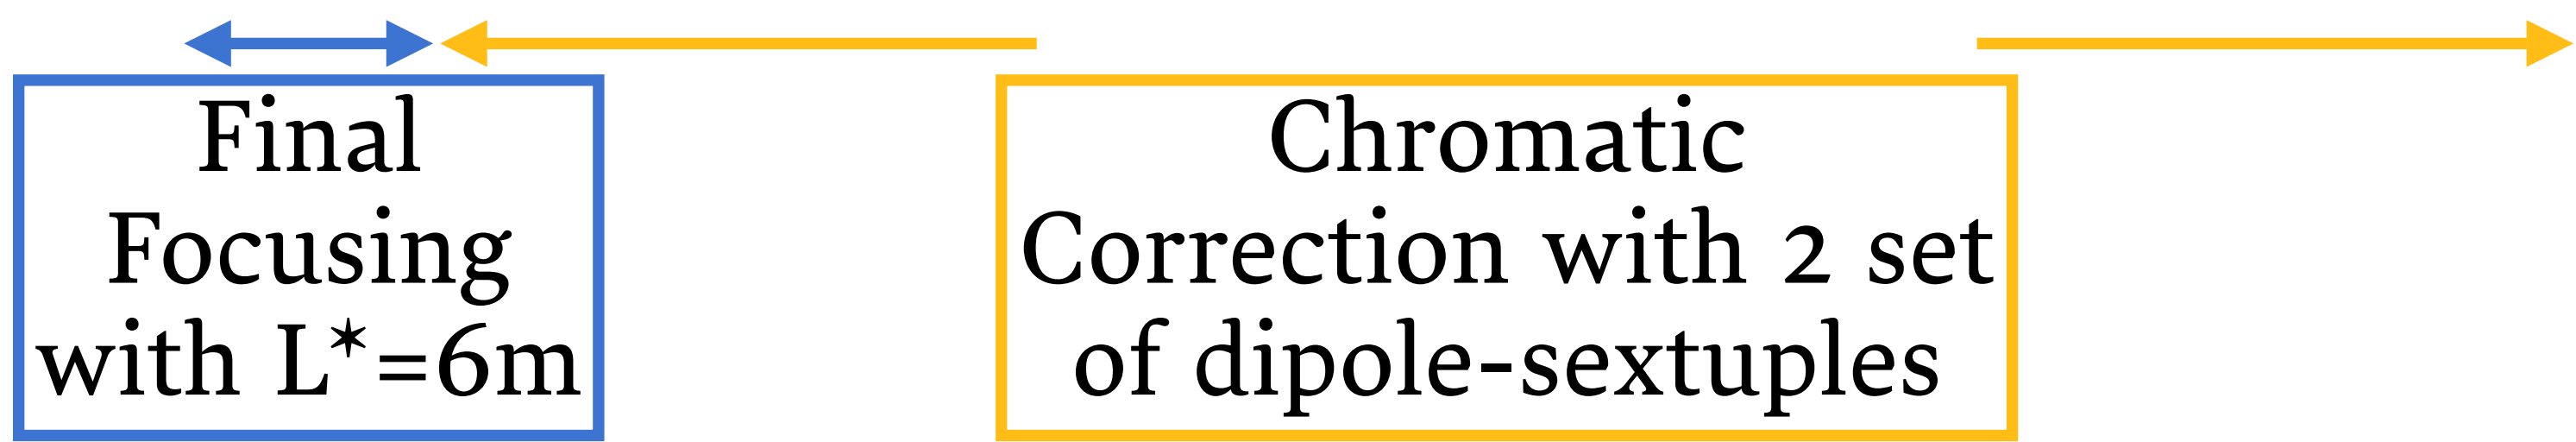 Final
Focusing
with L*=6m
Chromatic
Correction with 2 set
of dipole-sextuples